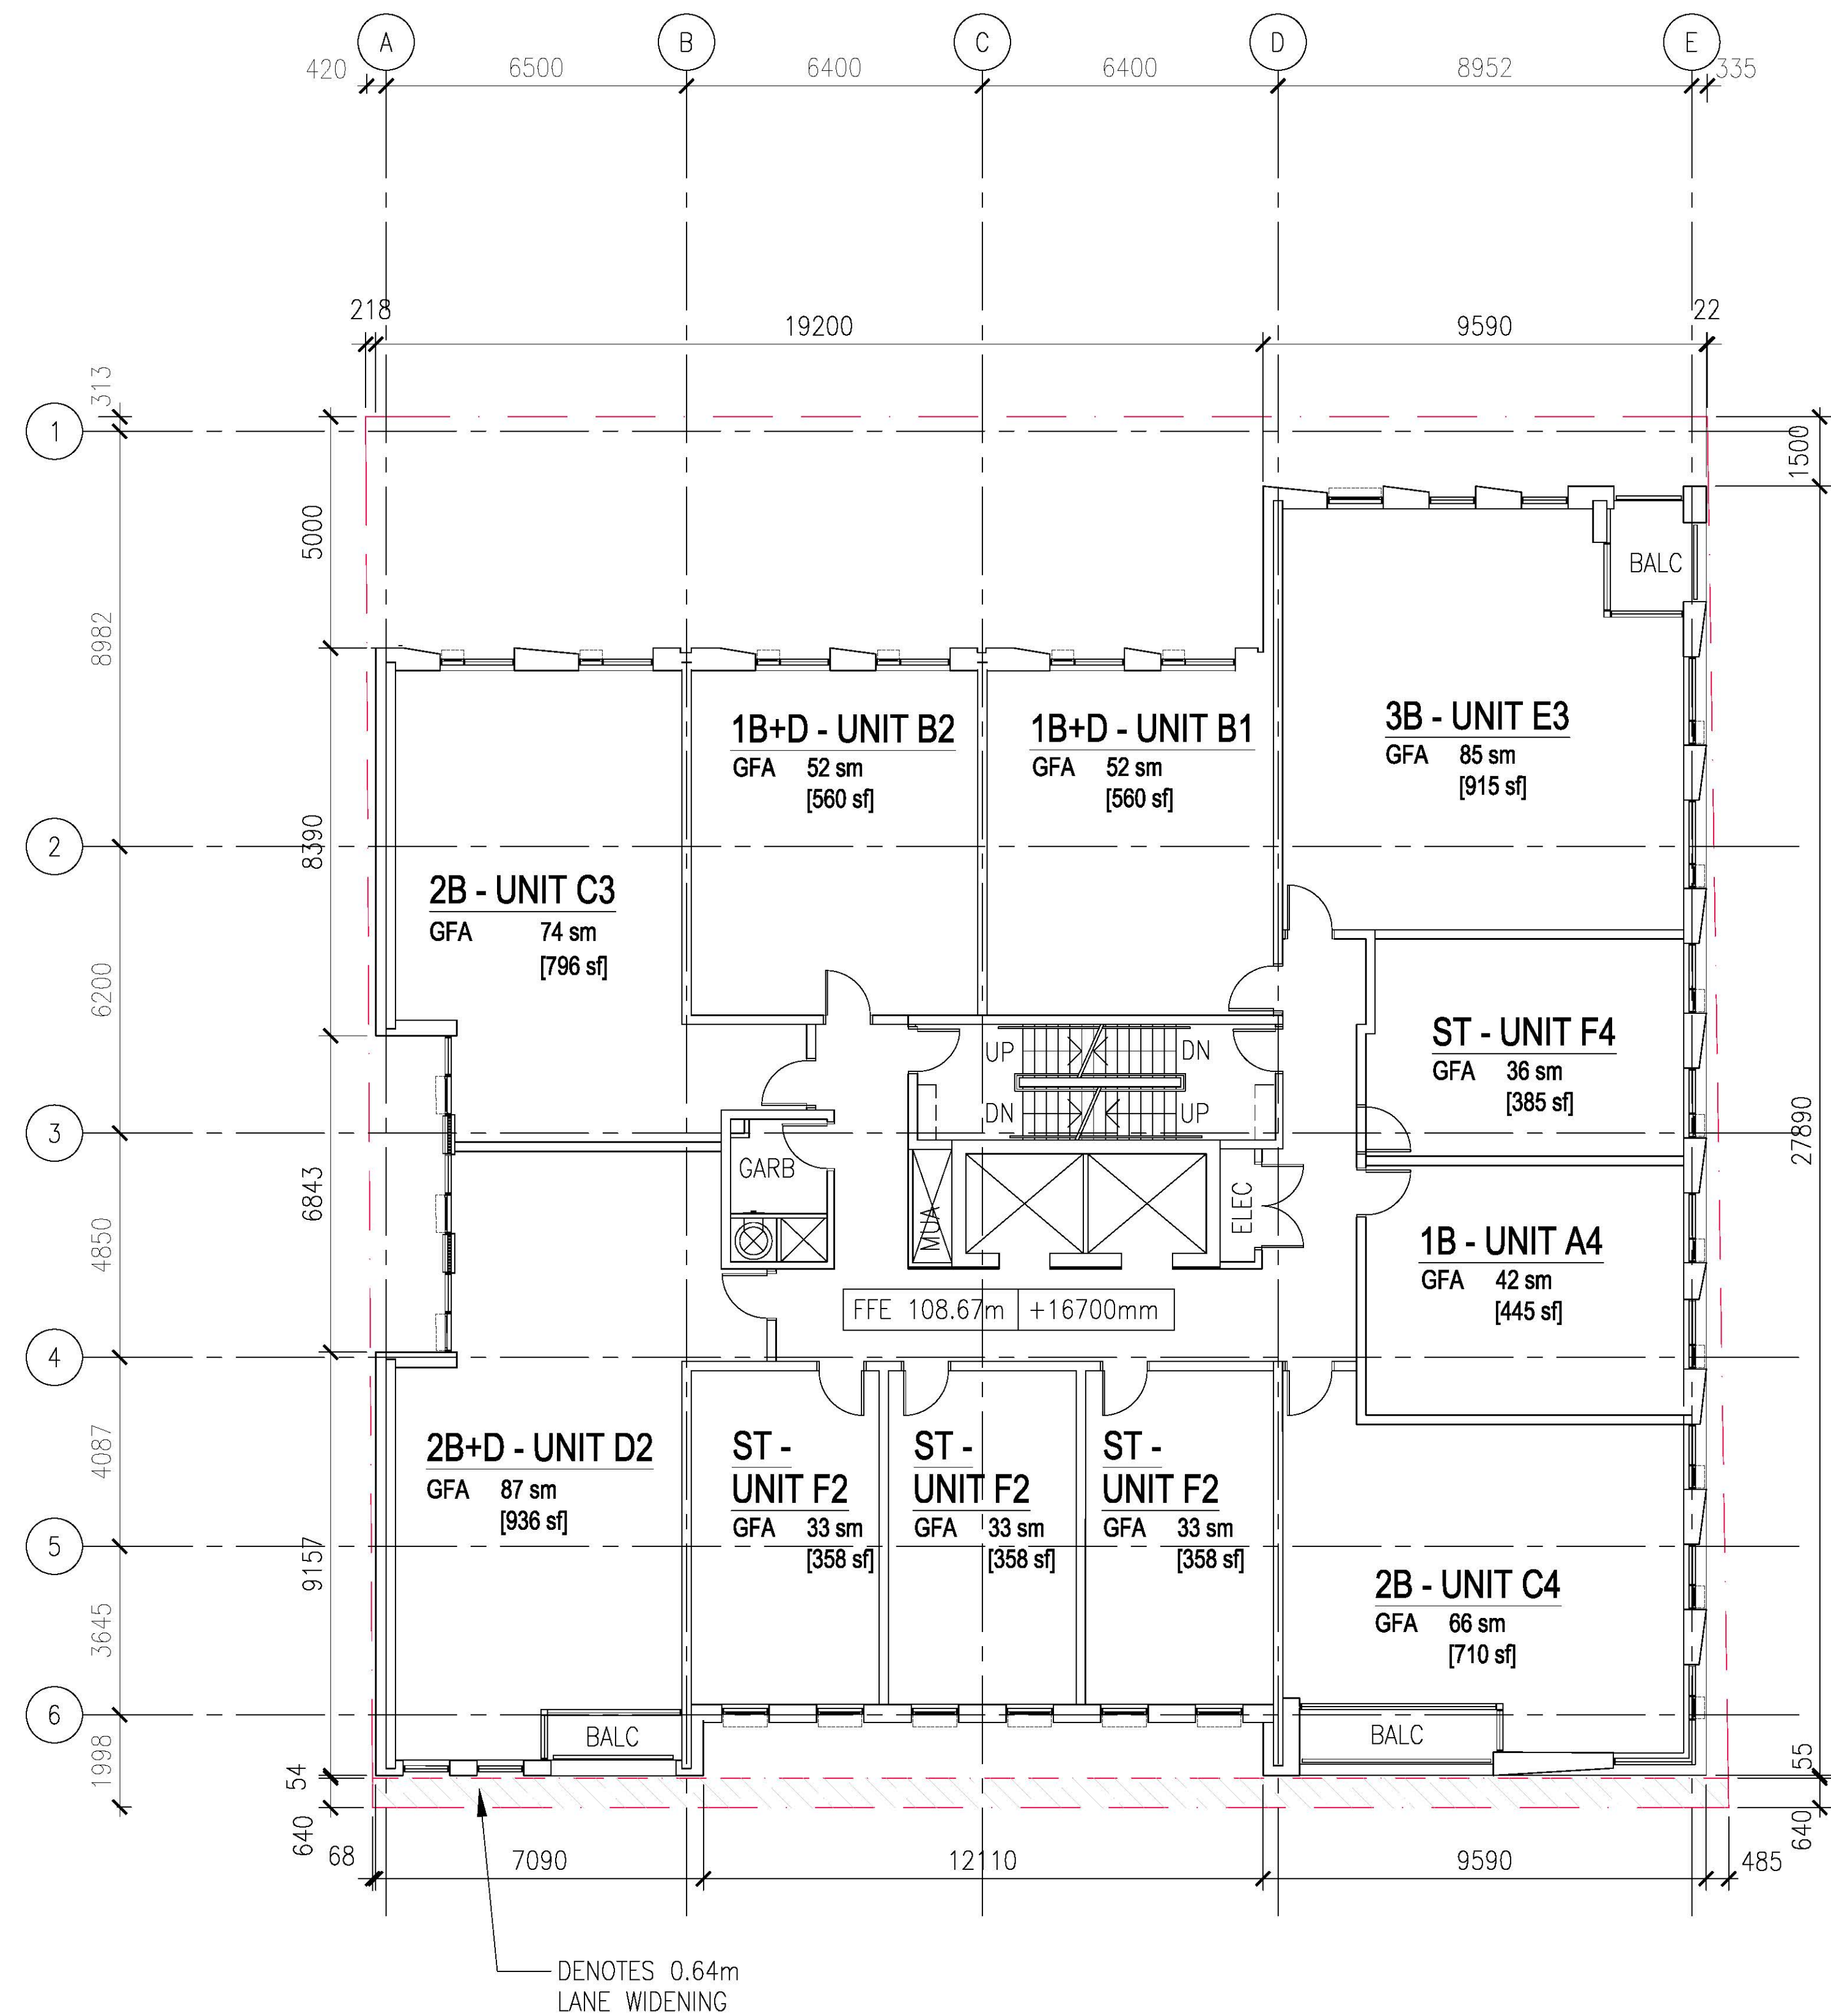 A
B
C
D
E
420
6500
6400
6400
8952
335
218
19200
9590
22
313
1
1500
5000
BALC
8982
1B+D - UNIT B2
GFA 52 sm
[560 sf]
1B+D - UNIT B1
GFA 52 sm
[560 sf]
3B - UNIT E3
GFA 85 sm
[915 sf]
2
8390
2B - UNIT C3
GFA 74 sm
[796 sf]
6200
UP
DN
DN
UP
ST - UNIT F4
GFA 36 sm
[385 sf]
3
27890
GARB
6843
MUA
ELEC
4850
1B - UNIT A4
GFA 42 sm
[445 sf]
FFE 108.67m +16700mm
4
4087
2B+D - UNIT D2
GFA 87 sm
[936 sf]
ST -
UNIT F2
GFA 33 sm
[358 sf]
ST -
UNIT F2
GFA 33 sm
[358 sf]
ST -
UNIT F2
GFA 33 sm
[358 sf]
5
9157
2B - UNIT C4
GFA 66 sm
[710 sf]
3645
6
BALC
BALC
1998
54
55
640
640
68
7090
12110
9590
485
DENOTES 0.64m
LANE WIDENING